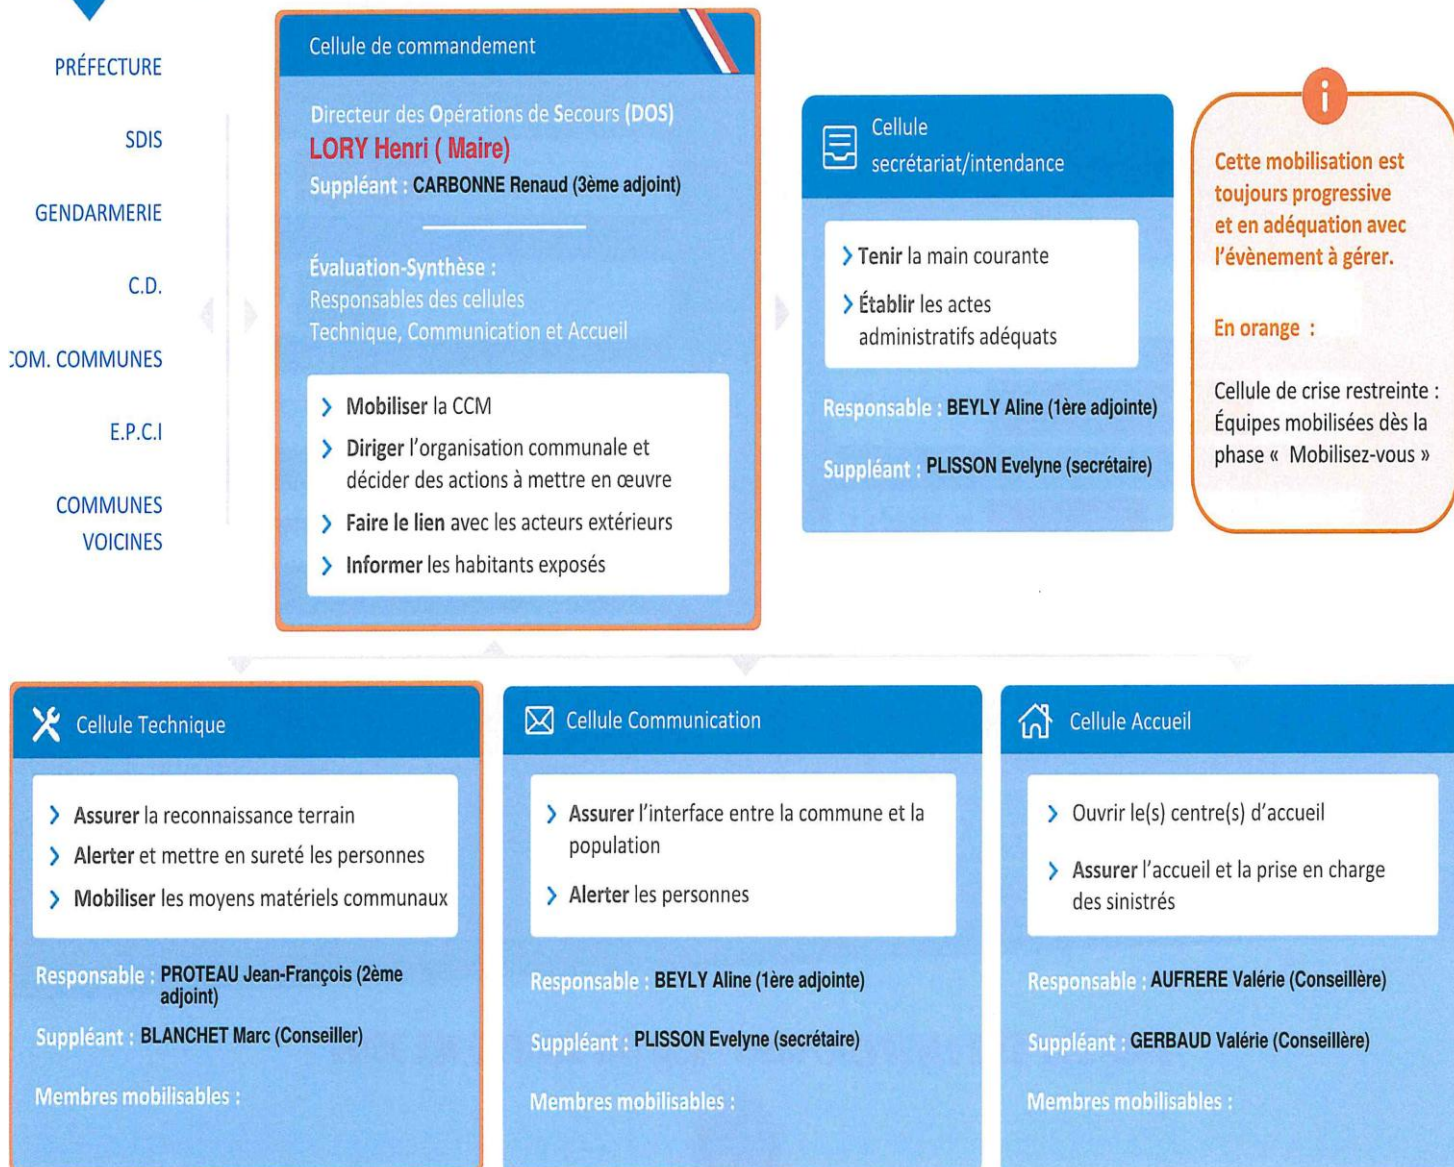 PRÉFECTURE
SDIS
GENDARMERIE
C.D.
COM. COMMUNES
E.P.C.I
COMMUNES
VOICINES
Cellule de commandement
Directeur des Opérations de Secours (DOS)
LORY Henri ( Maire)
Suppléant : CARBONNE Renaud (3ème adjoint)
Évaluation-Synthèse :
Responsables des cellules
Technique, Communication et Accueil
> Mobiliser la CCM
> Diriger l'organisation communale et
décider des actions à mettre en œuvre
> Faire le lien avec les acteurs extérieurs
> Informer les habitants exposés
Cellule
secrétariat/intendance
> Tenir la main courante
> Établir les actes
administratifs adéquats
Responsable : BEYLY Aline (1ère adjointe)
Suppléant : PLISSON Evelyne (secrétaire)
i
Cette mobilisation est
toujours progressive
et en adéquation avec
l'évènement à gérer.
En orange :
Cellule de crise restreinte :
Équipes mobilisées dès la
phase « Mobilisez-vous »
Cellule Technique
> Assurer la reconnaissance terrain
> Alerter et mettre en sureté les personnes
> Mobiliser les moyens matériels communaux
Responsable : PROTEAU Jean-François (2ème
adjoint)
Suppléant : BLANCHET Marc (Conseiller)
Membres mobilisables :
Cellule Communication
> Assurer l'interface entre la commune et la
population
> Alerter les personnes
Responsable : BEYLY Aline (1ère adjointe)
Suppléant : PLISSON Evelyne (secrétaire)
Membres mobilisables :
Cellule Accueil
> Ouvrir le(s) centre(s) d'accueil
> Assurer l'accueil et la prise en charge
des sinistrés
Responsable : AUFRERE Valérie (Conseillère)
Suppléant : GERBAUD Valérie (Conseillère)
Membres mobilisables :